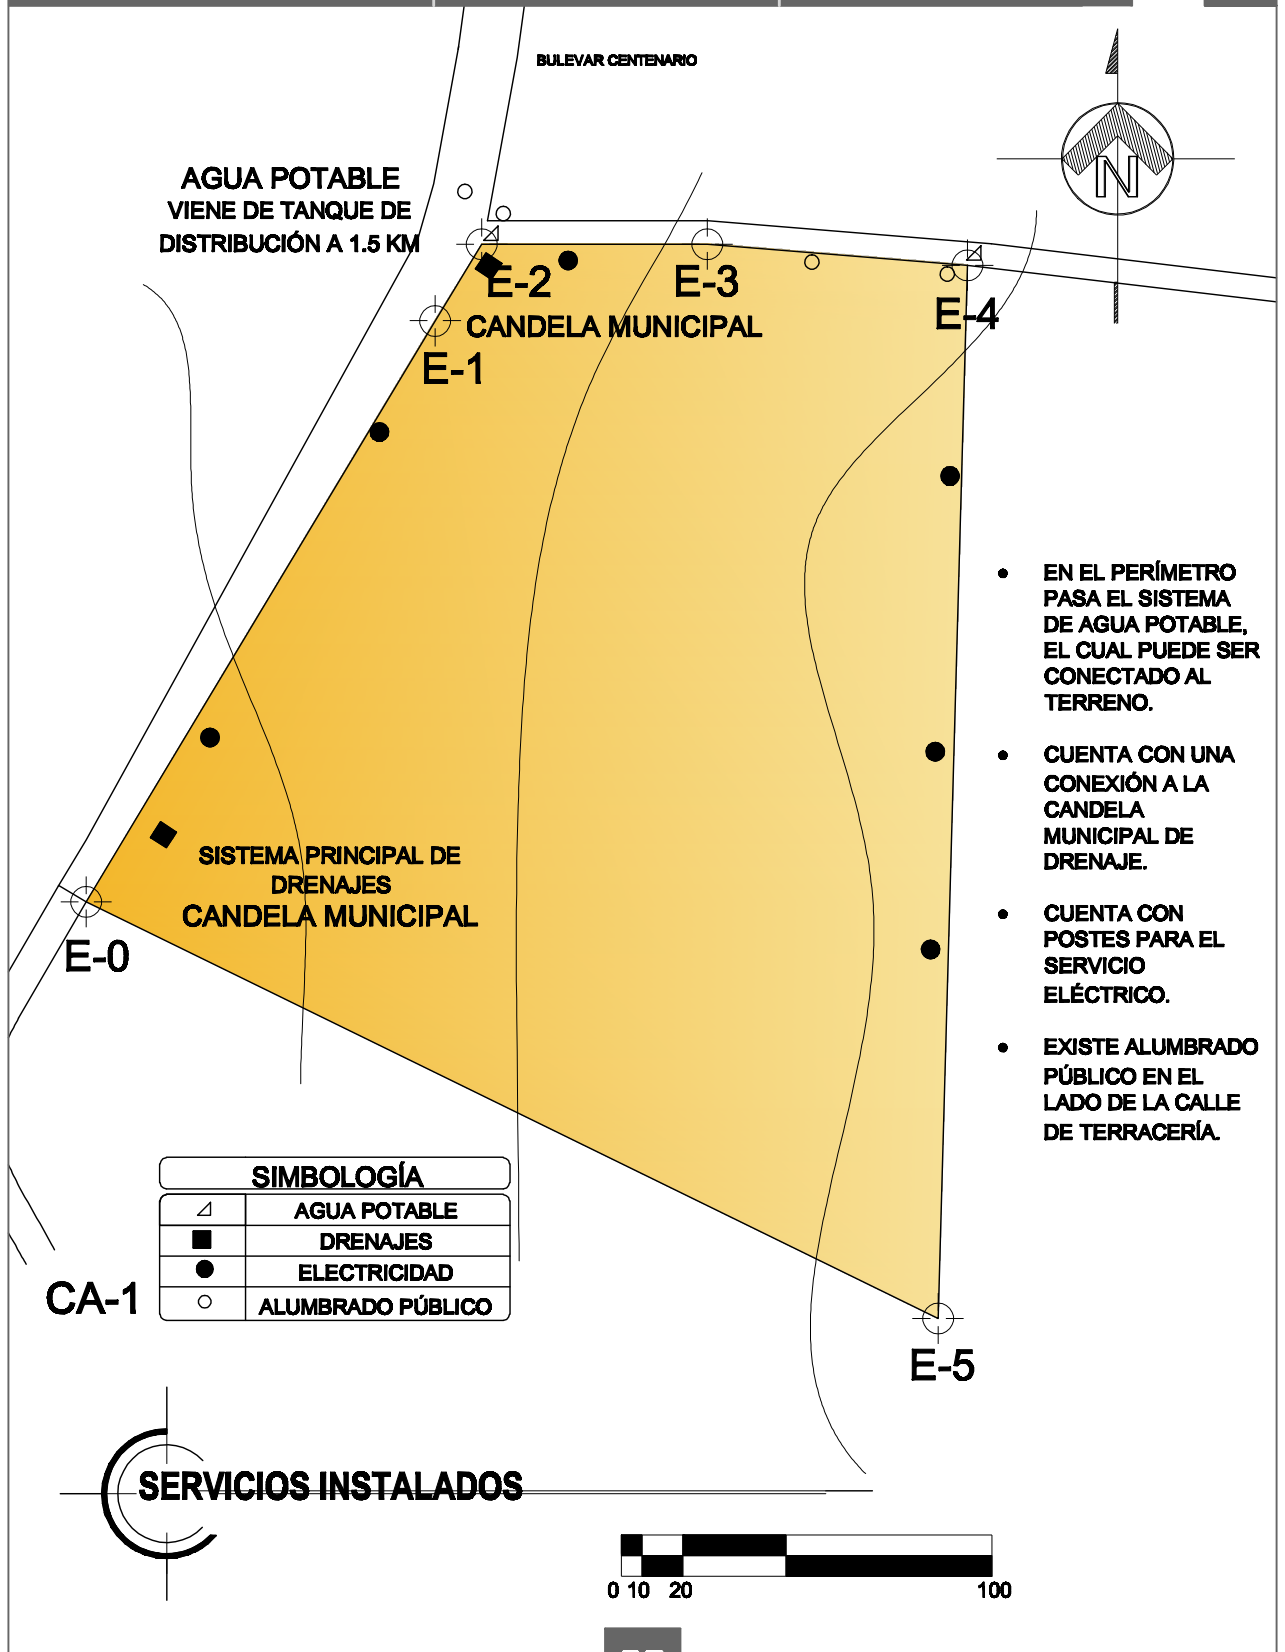 BULEVAR CENTENARIO
AGUA POTABLE
VIENE DE TANQUE DE
DISTRIBUCIÓN A 1.5 KM
N
E-2
E-3
E-4
CANDELA MUNICIPAL
E-1
EN EL PERÍMETRO
PASA EL SISTEMA
DE AGUA POTABLE,
EL CUAL PUEDE SER
CONECTADO AL
TERRENO.
CUENTA CON UNA
CONEXIÓN A LA
CANDELA
MUNICIPAL DE
DRENAJE.
CUENTA CON
POSTES PARA EL
SERVICIO
ELÉCTRICO.
EXISTE ALUMBRADO
PÚBLICO EN EL
LADO DE LA CALLE
DE TERRACERÍA.
SISTEMA PRINCIPAL DE
DRENAJES
CANDELA MUNICIPAL
E-0
SIMBOLOGÍA
AGUA POTABLE
DRENAJES
ELECTRICIDAD
ALUMBRADO PÚBLICO
CA-1
E-5
SERVICIOS INSTALADOS
0 10 20 100